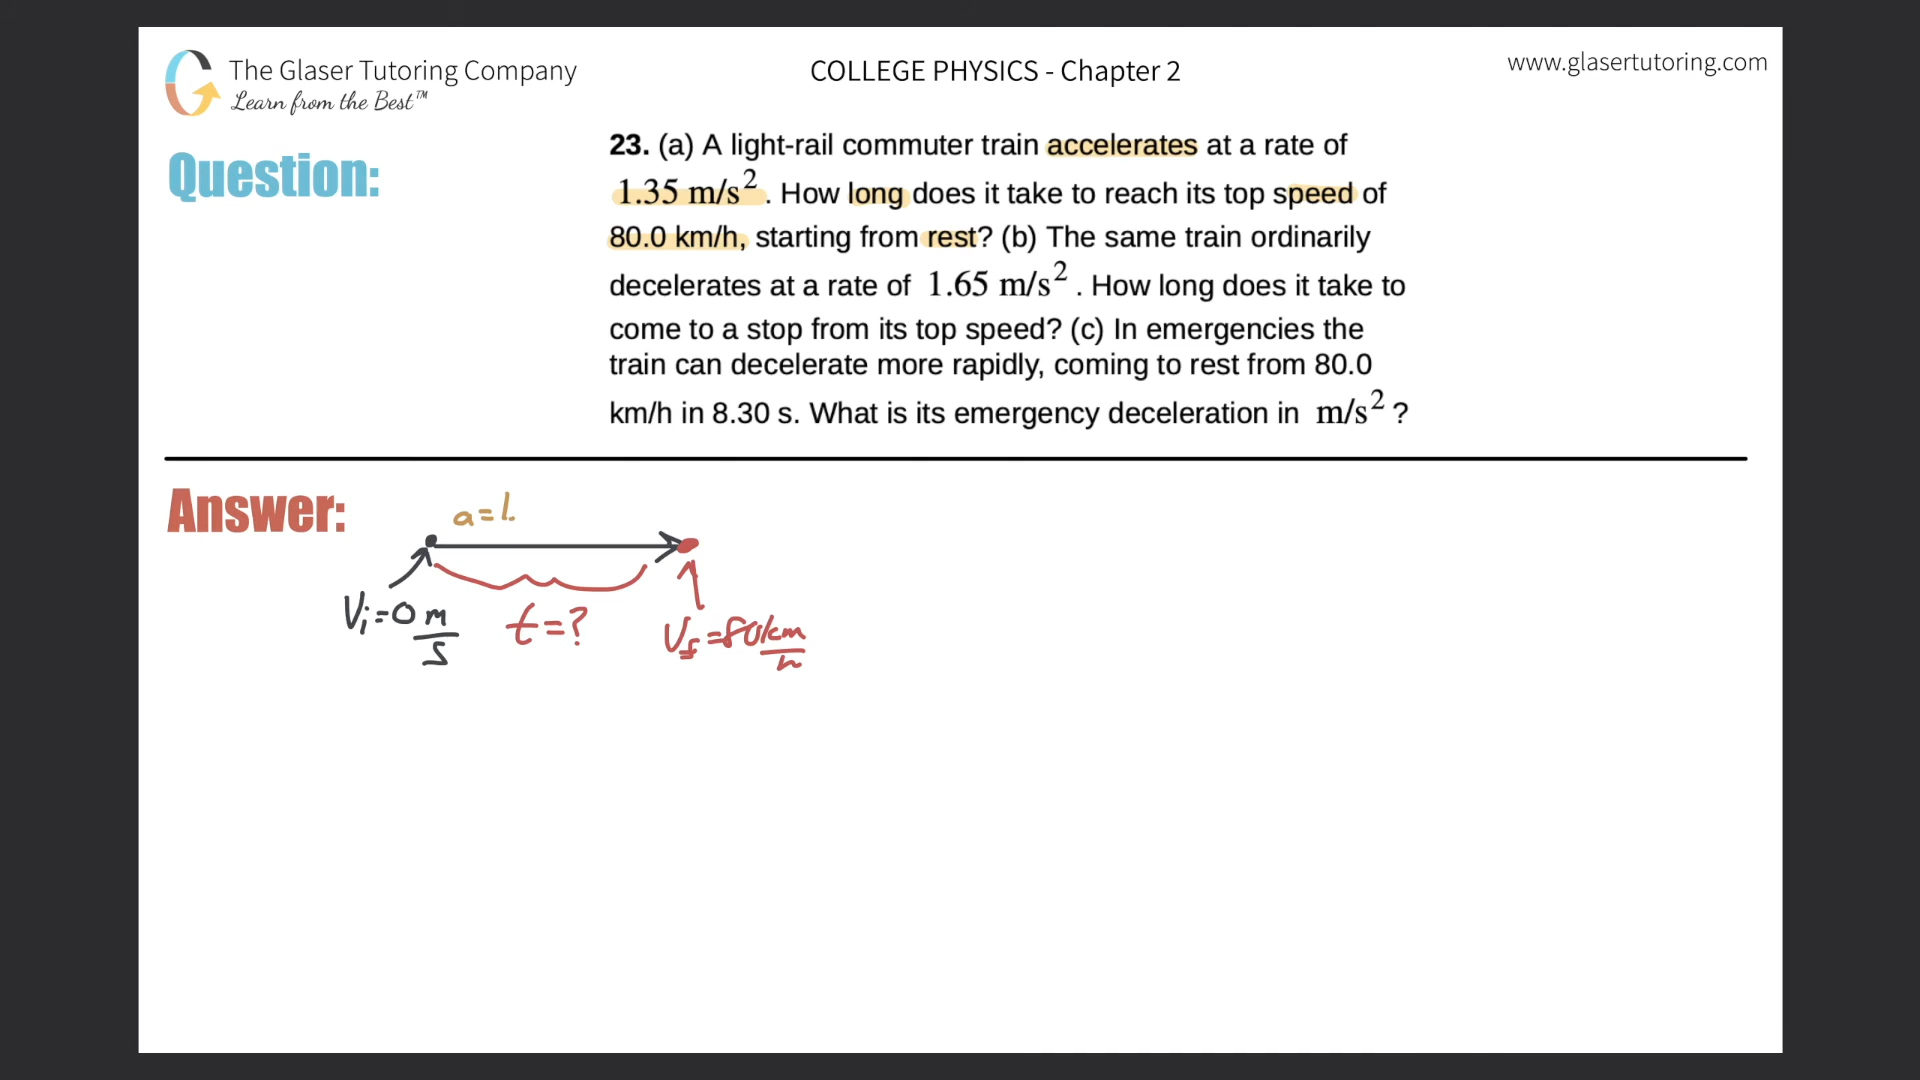 The Glaser Tutoring Company
Learn from the Best™
COLLEGE PHYSICS - Chapter 2
www.glasertutoring.com
Question:
23. (a) A light-rail commuter train accelerates at a rate of
1.35 m/s². How long does it take to reach its top speed of
80.0 km/h, starting from rest? (b) The same train ordinarily
decelerates at a rate of 1.65 m/s². How long does it take to
come to a stop from its top speed? (c) In emergencies the
train can decelerate more rapidly, coming to rest from 80.0
km/h in 8.30 s. What is its emergency deceleration in m/s²?
Answer:
a=1.
Vi=0 m/s
t=?
Vf=80 km/h